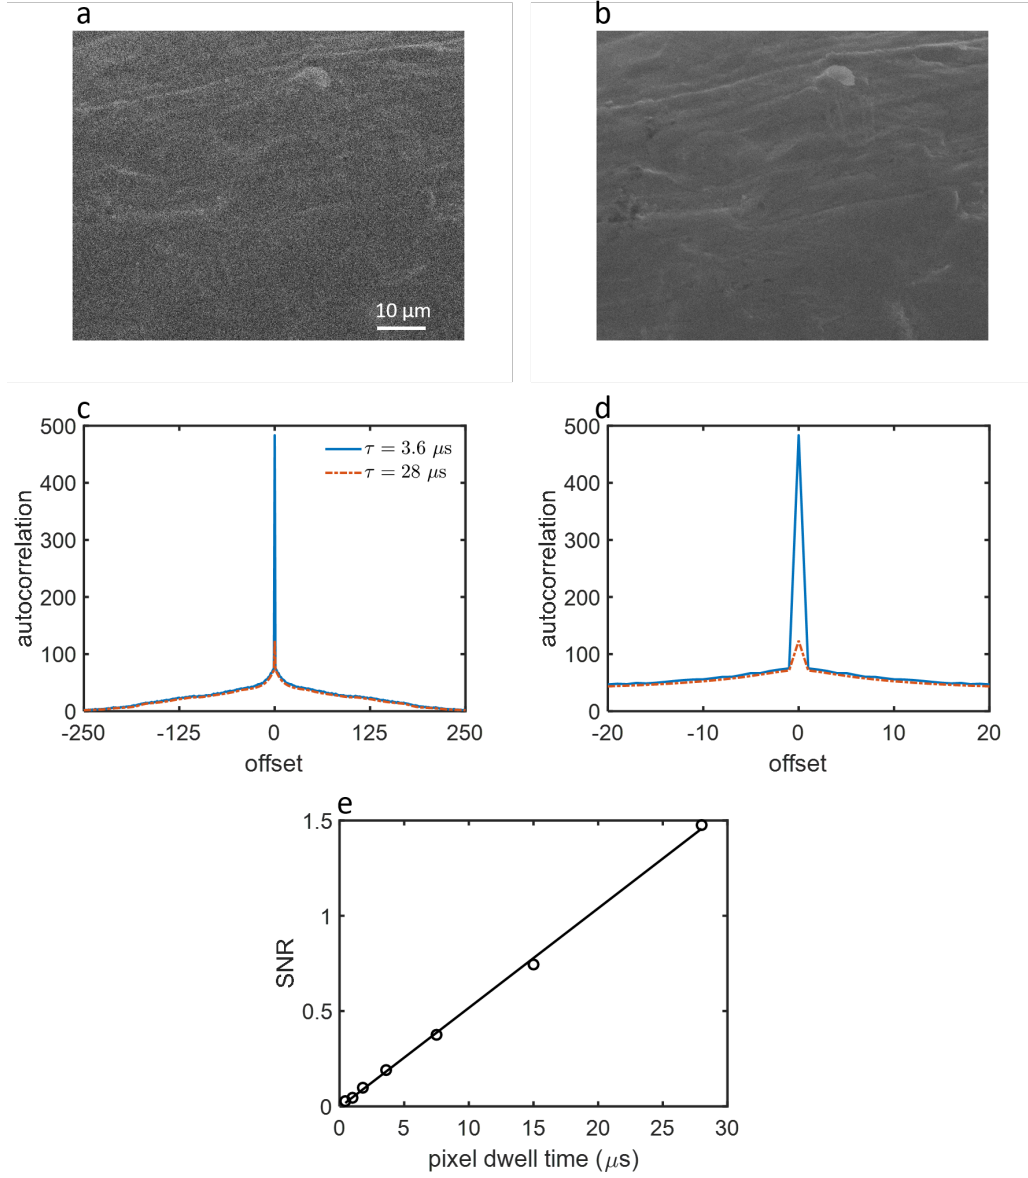 a
b
10 μm
c
d
500
400
300
200
100
0
autocorrelation
-250
-125
0
125
250
offset
τ = 3.6 μs
τ = 28 μs
500
400
300
200
100
0
autocorrelation
-20
-10
0
10
20
offset
e
1.5
1
0.5
0
SNR
0
5
10
15
20
25
30
pixel dwell time (μs)